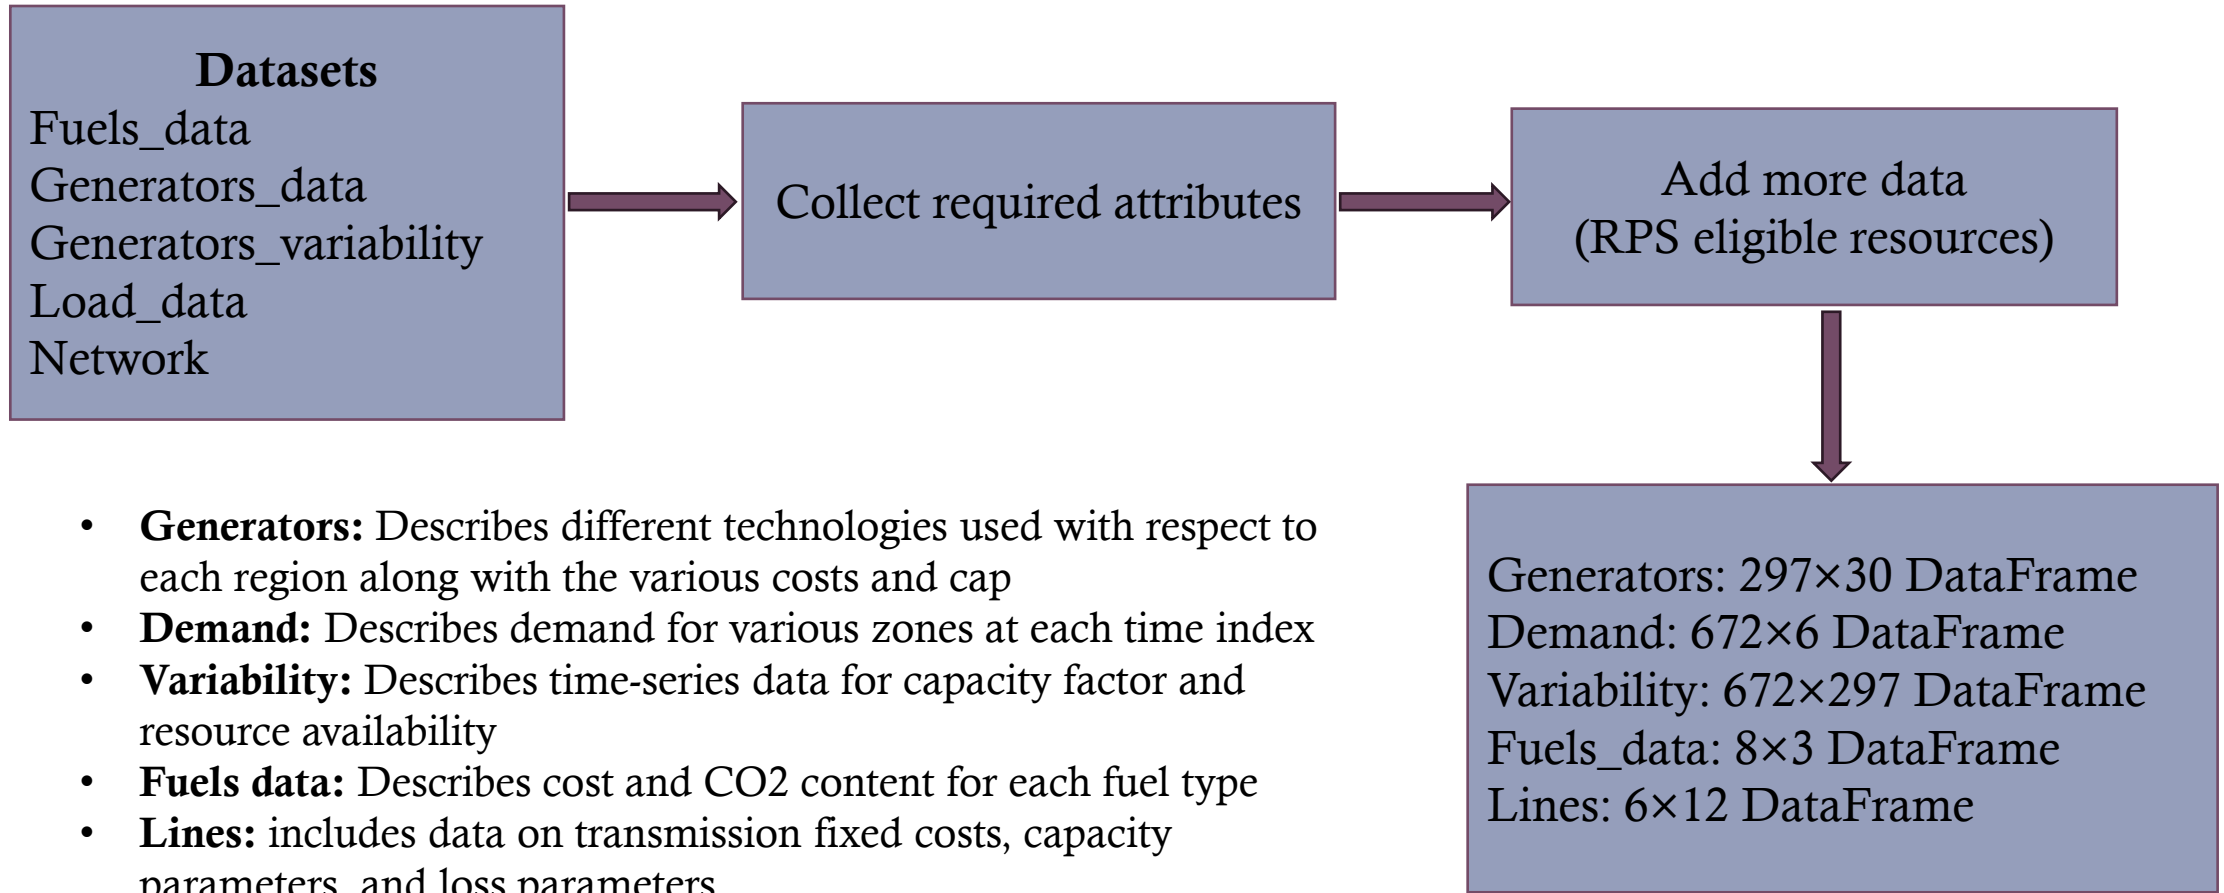 Datasets
Fuels_data
Generators_data
Generators_variability
Load_data
Network
Collect required attributes
Add more data
(RPS eligible resources)
• Generators: Describes different technologies used with respect to
each region along with the various costs and cap
• Demand: Describes demand for various zones at each time index
• Variability: Describes time-series data for capacity factor and
resource availability
• Fuels data: Describes cost and CO2 content for each fuel type
• Lines: includes data on transmission fixed costs, capacity
parameters, and loss parameters
Generators: 297×30 DataFrame
Demand: 672×6 DataFrame
Variability: 672×297 DataFrame
Fuels_data: 8×3 DataFrame
Lines: 6×12 DataFrame